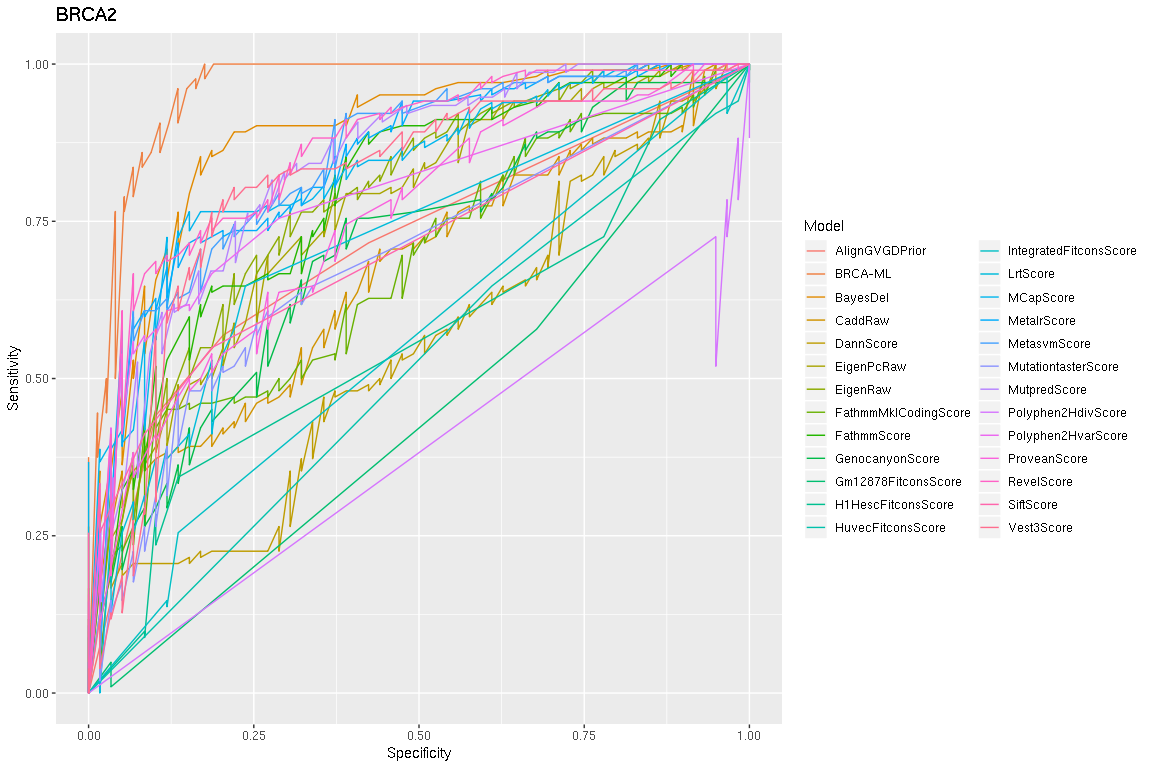 BRCA2
1.00
0.75
0.50
0.25
0.00
Sensitivity
0.00 0.25 0.50 0.75 1.00
Specificity
Model
AlignGVGDPrior
BRCA-ML
BayesDel
CaddRaw
DannScore
EigenPcRaw
EigenRaw
FathmmMklCodingScore
FathmmScore
GenocanyonScore
Gm12878FitconsScore
H1HescFitconsScore
HuvecFitconsScore
IntegratedFitconsScore
LrtScore
MCapScore
MetalrScore
MetasvmScore
MutationtasterScore
MutpredScore
Polyphen2HdivScore
Polyphen2HvarScore
ProveanScore
RevelScore
SiftScore
Vest3Score